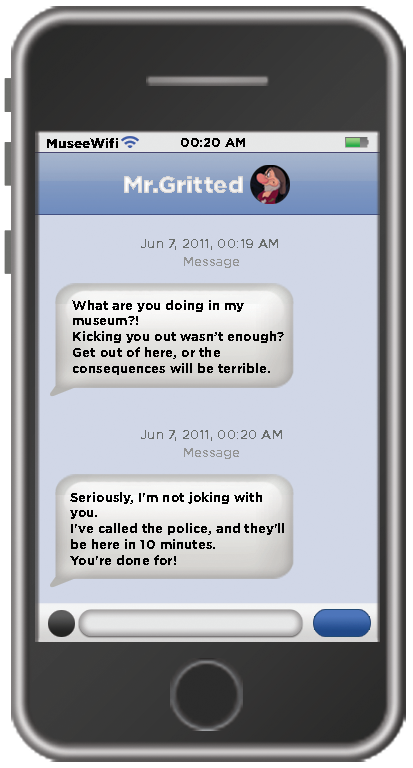 MuseeWifi 00:20 AM
Mr.Gritted
Jun 7, 2011, 00:19 AM
Message
What are you doing in my
museum?!
Kicking you out wasn't enough?
Get out of here, or the
consequences will be terrible.
Jun 7, 2011, 00:20 AM
Message
Seriously, I'm not joking with
you.
I've called the police, and they'll
be here in 10 minutes.
You're done for!